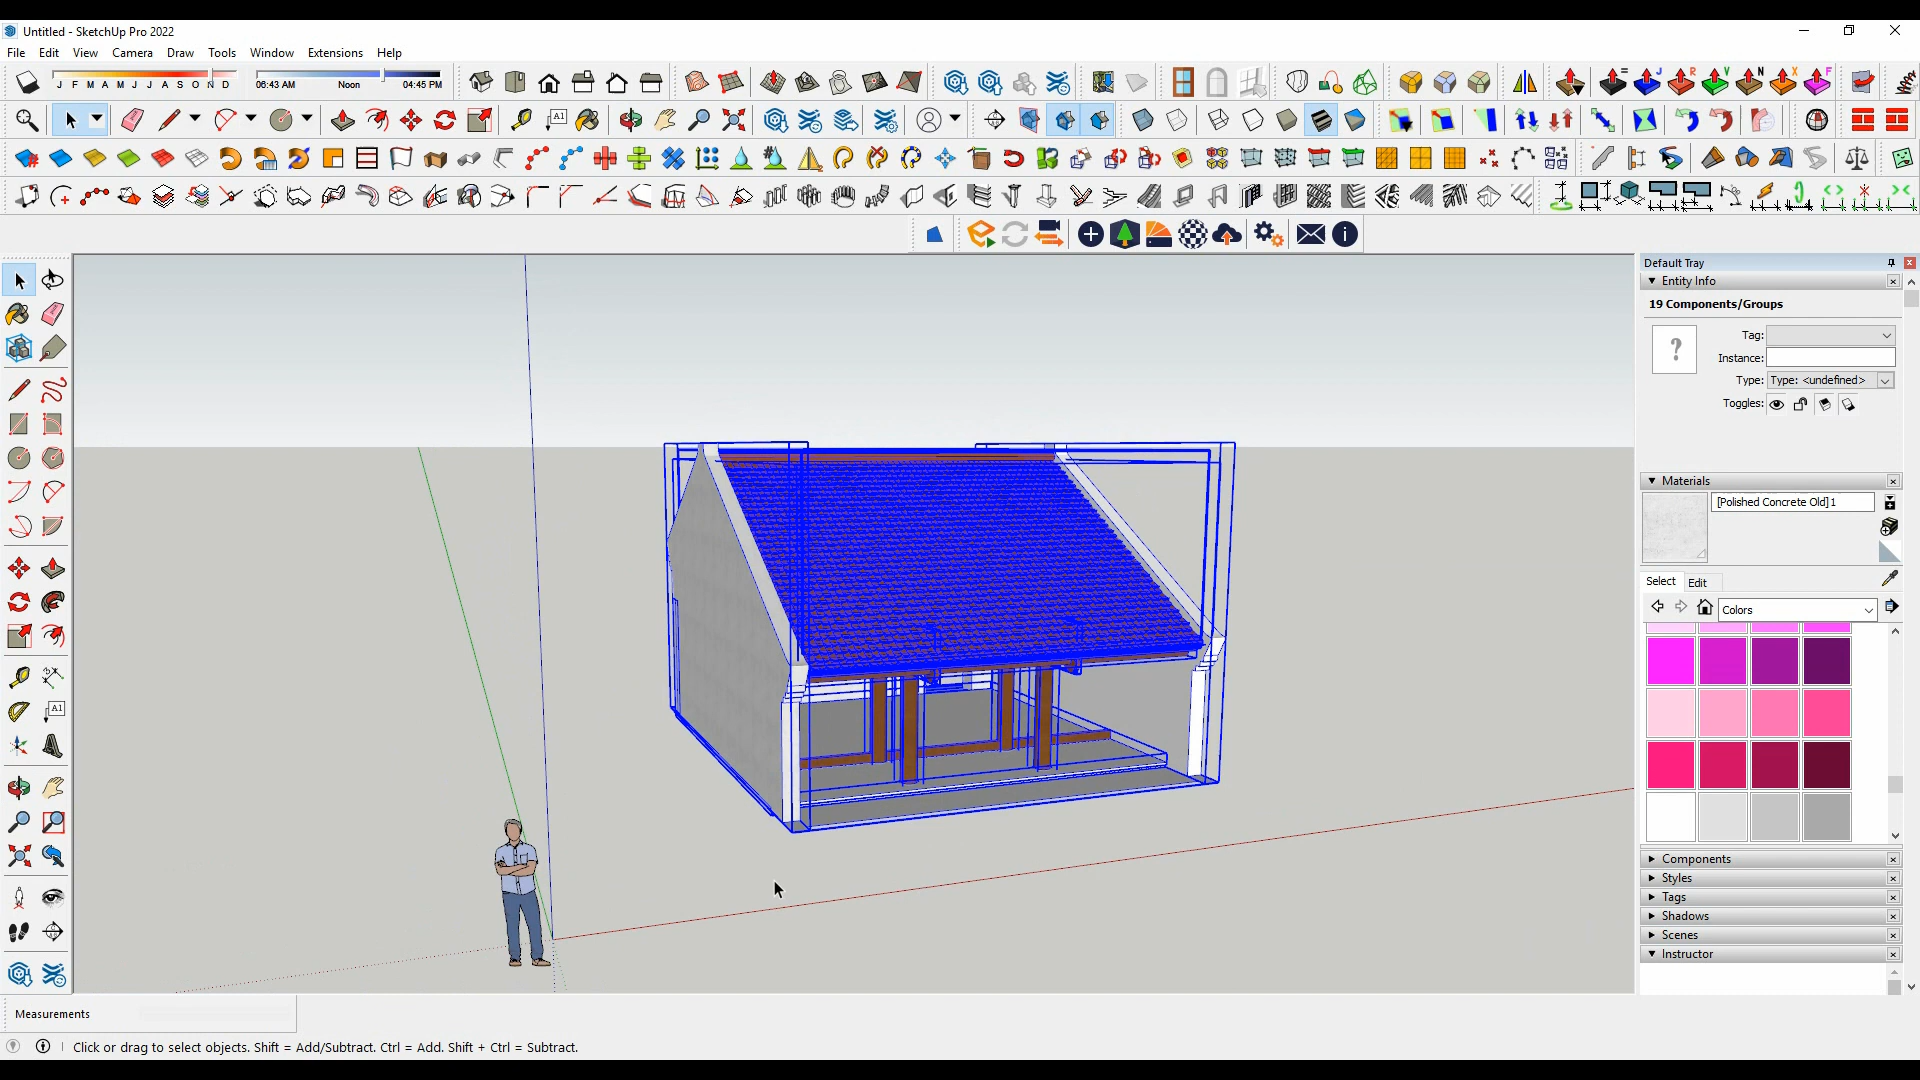 Untitled - SketchUp Pro 2022
File Edit View Camera Draw Tools Window Extensions Help
J F M A M J J A S O N D
06:43 AM Noon 04:45 PM
A1
Default Tray
Entity Info
19 Components/Groups
Tag:
?
Instance:
Type: Type: <undefined>
Toggles:
Materials
[Polished Concrete Old]1
Select Edit
Colors
A1
Components
Styles
Tags
Shadows
Scenes
Instructor
Measurements
Click or drag to select objects. Shift = Add/Subtract. Ctrl = Add. Shift + Ctrl = Subtract.